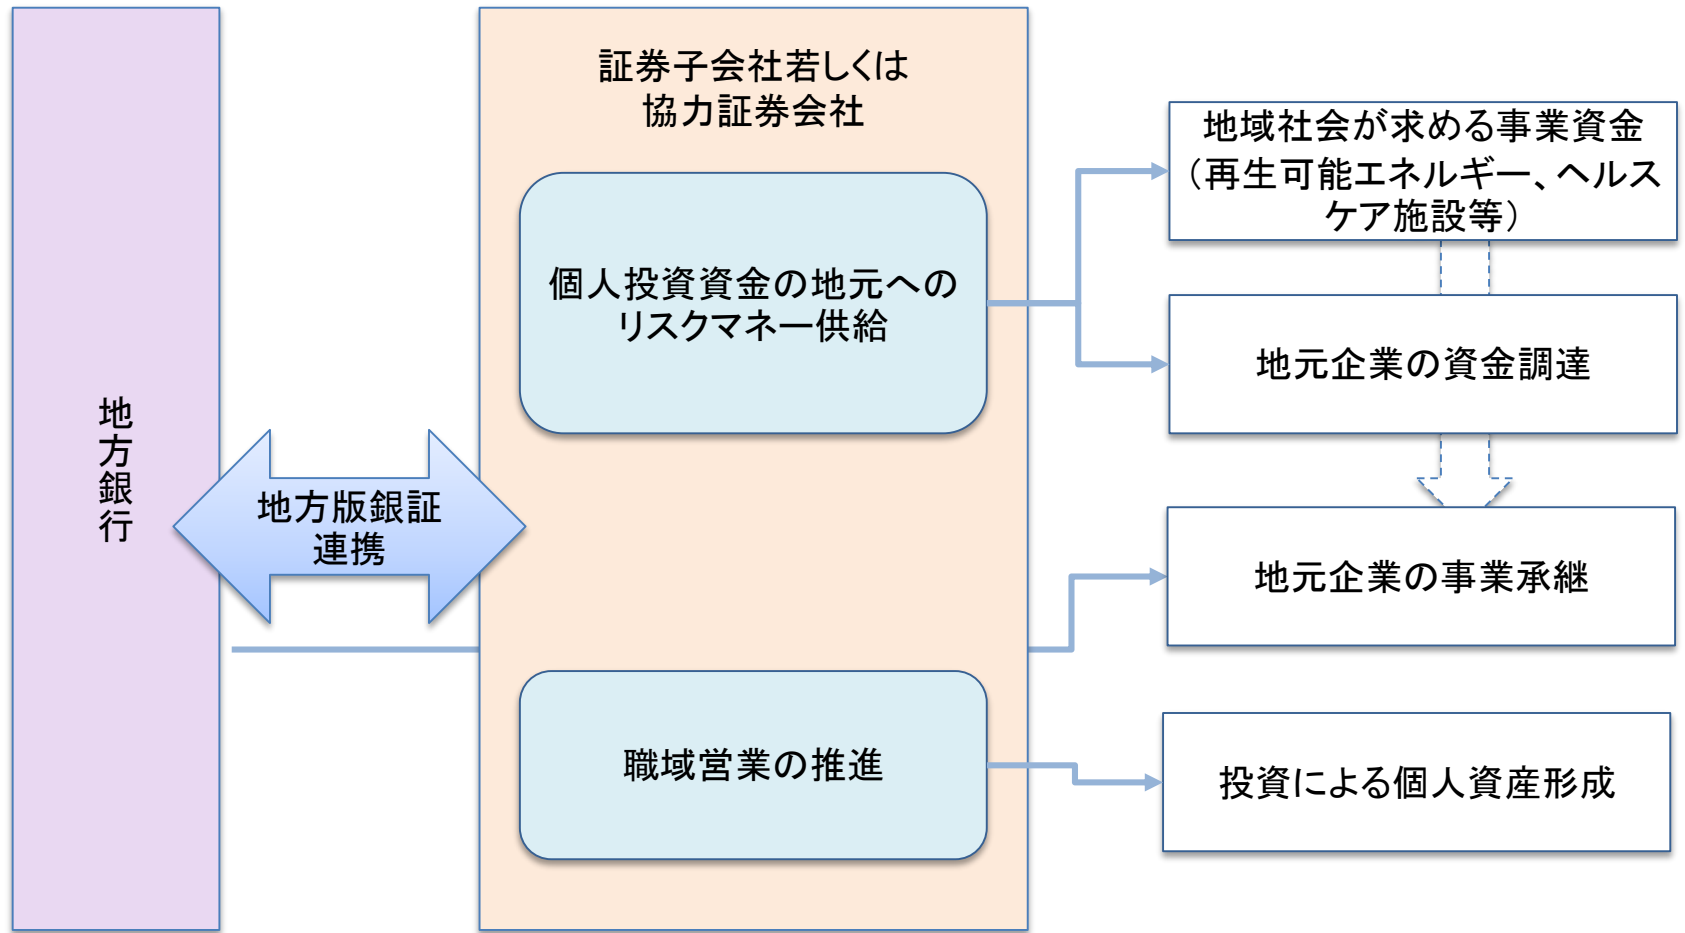 地方銀行
地方版銀証
連携
証券子会社若しくは
協力証券会社
個人投資資金の地元への
リスクマネー供給
職域営業の推進
地域社会が求める事業資金
（再生可能エネルギー、ヘルス
ケア施設等）
地元企業の資金調達
地元企業の事業承継
投資による個人資産形成